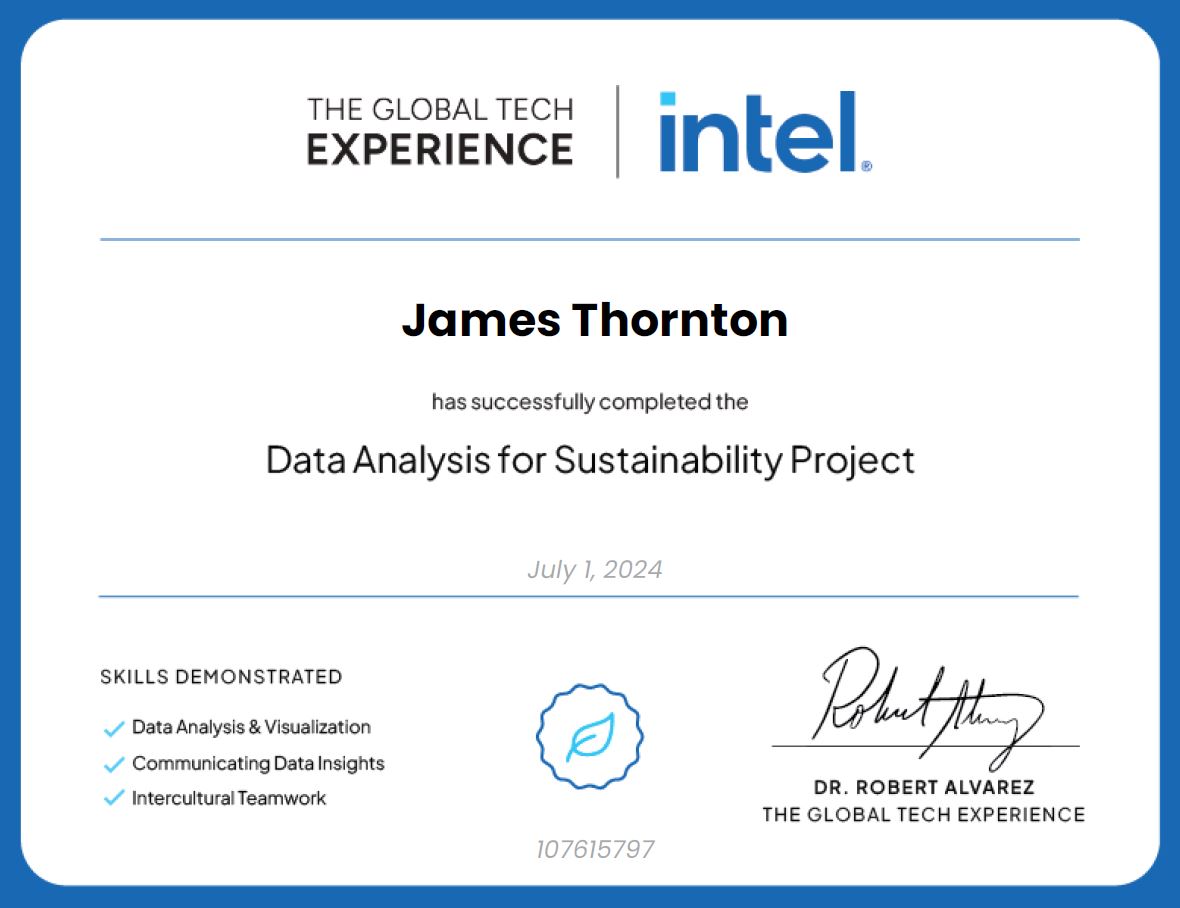 THE GLOBAL TECH
EXPERIENCE
intel®
James Thornton
has successfully completed the
Data Analysis for Sustainability Project
July 1, 2024
SKILLS DEMONSTRATED
Data Analysis & Visualization
Communicating Data Insights
Intercultural Teamwork
107615797
Robert Alvarez
DR. ROBERT ALVAREZ
THE GLOBAL TECH EXPERIENCE